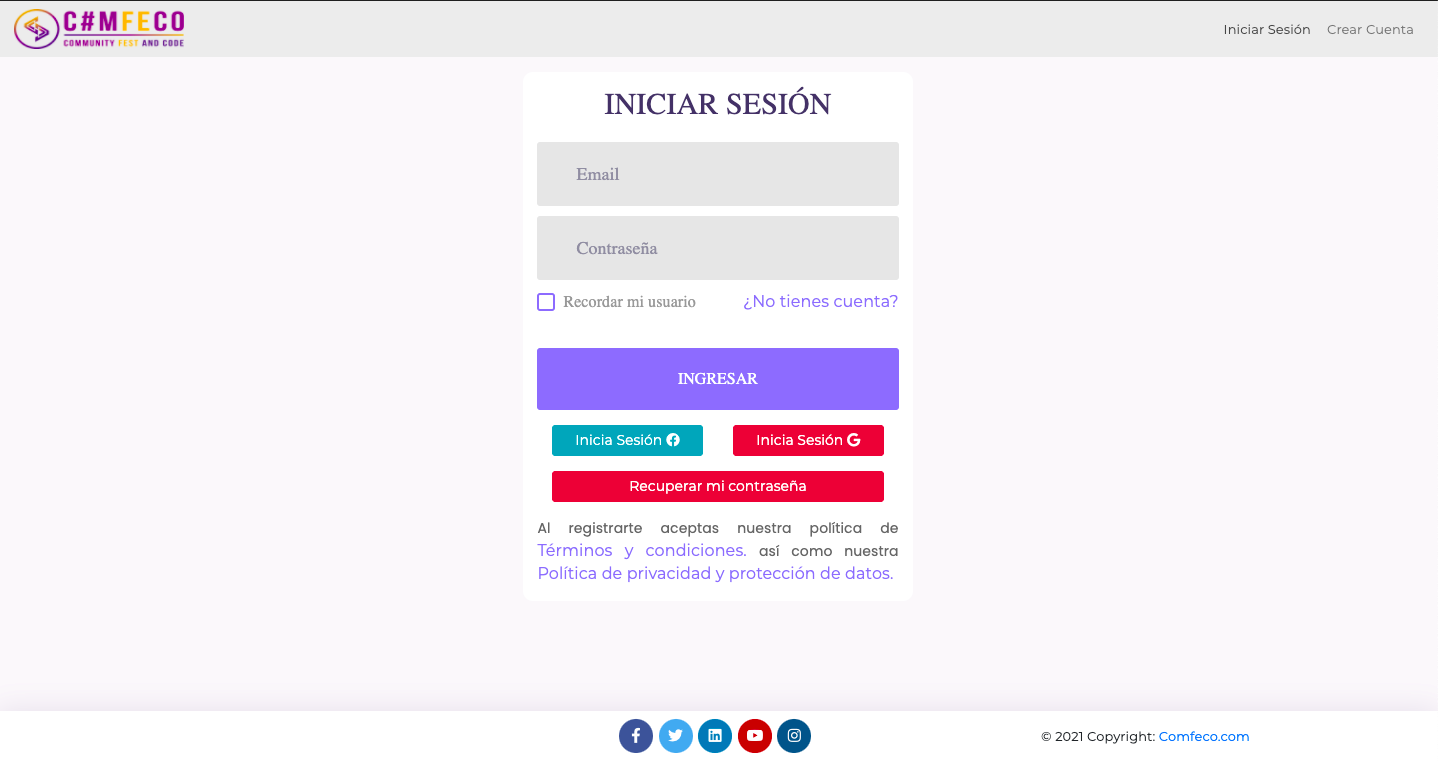 C#MFECO
COMMUNITY FEST AND CODE
Iniciar Sesión Crear Cuenta
INICIAR SESIÓN
Email
Contraseña
Recordar mi usuario ¿No tienes cuenta?
INGRESAR
Inicia Sesión Inicia Sesión
Recuperar mi contraseña
Al registrarte aceptas nuestra política de
Términos y condiciones. así como nuestra
Política de privacidad y protección de datos.
© 2021 Copyright: Comfeco.com